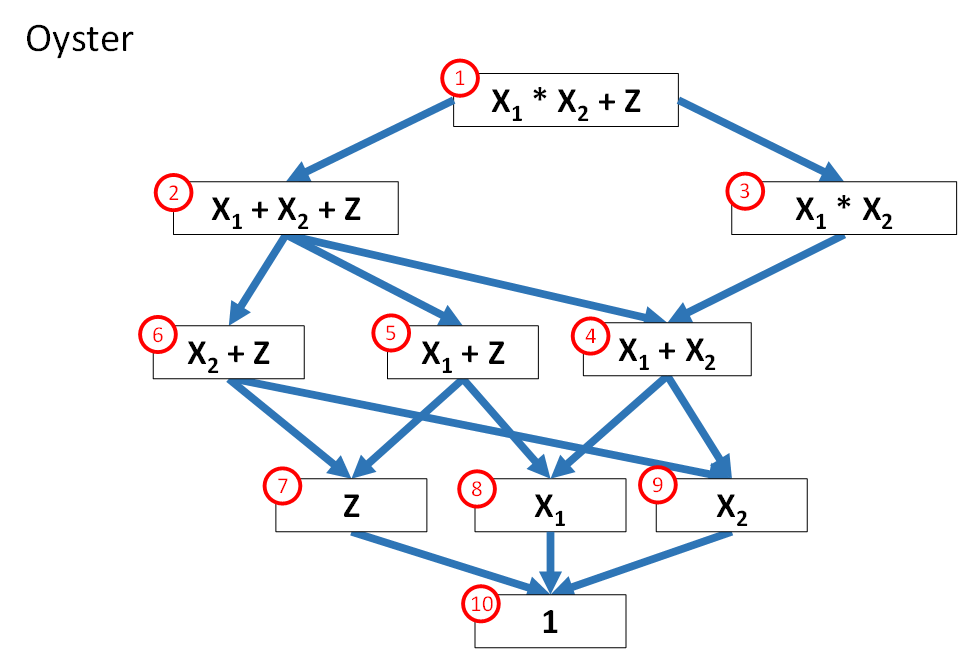 Oyster
1
X₁ * X₂ + Z
2
X₁ + X₂ + Z
3
X₁ * X₂
6
X₂ + Z
5
X₁ + Z
4
X₁ + X₂
7
Z
8
X₁
9
X₂
10
1